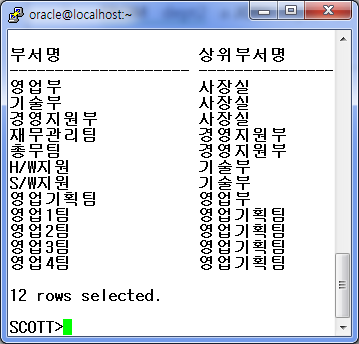 oracle@localhost:~
부서명 상위부서명
-------------------- ---------------
영업부 사장실
기술부 사장실
경영지원부 사장실
재무관리팀 경영지원부
총무팀 경영지원부
H/W지원 기술부
S/W지원 기술부
영업기획팀 영업부
영업1팀 영업기획팀
영업2팀 영업기획팀
영업3팀 영업기획팀
영업4팀 영업기획팀
12 rows selected.
SCOTT>